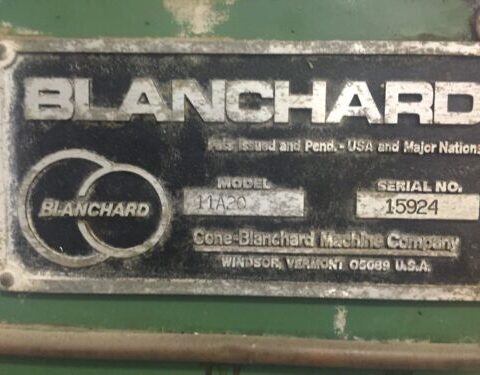 BLANCHARD
Pats. Issued and Pend. - USA and Major Nations
MODEL
11A20
SERIAL NO.
15924
BLANCHARD
Cone-Blanchard Machine Company
WINDSOR, VERMONT 05089 U.S.A.